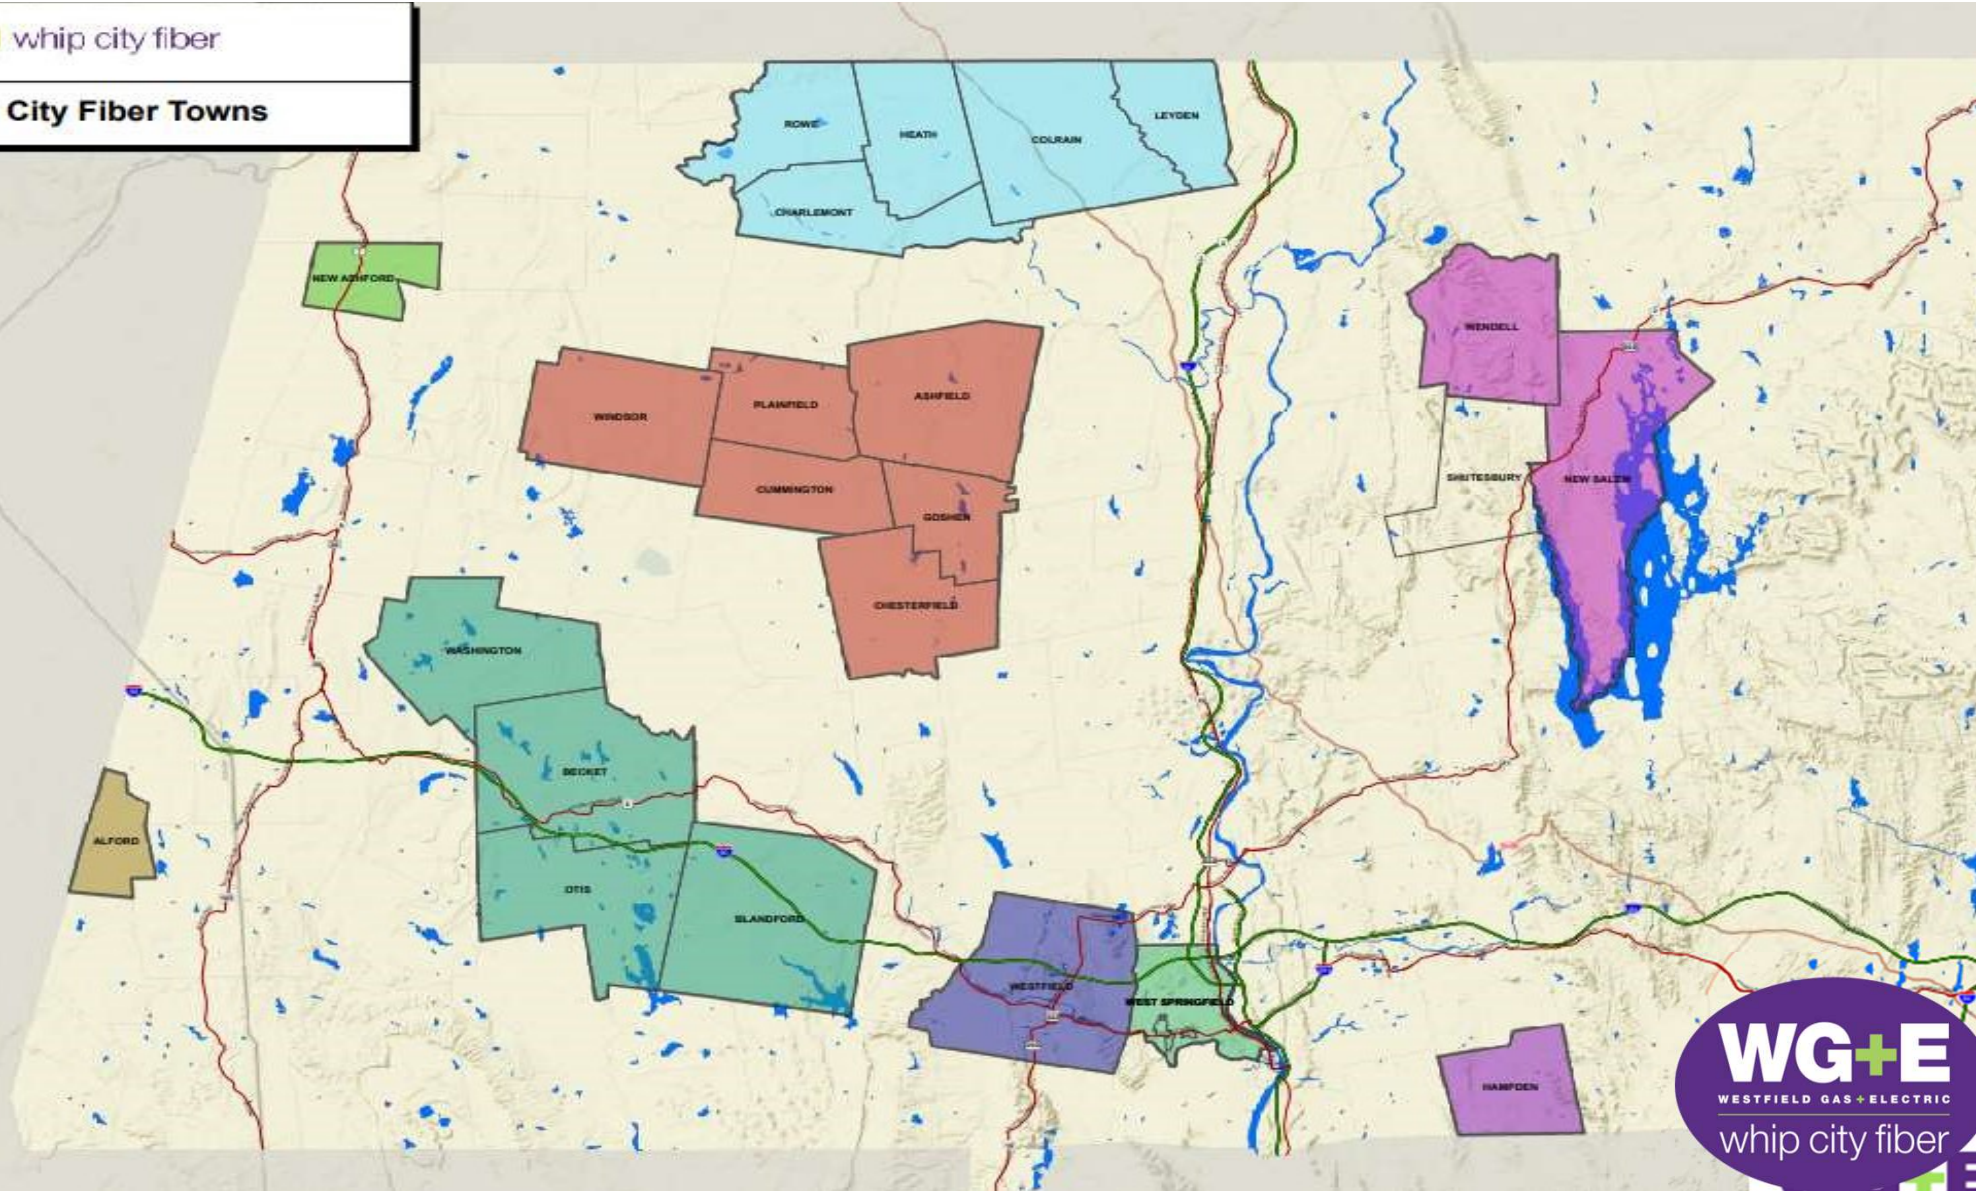 whip city fiber
City Fiber Towns
ROWE
HEATH
COLRAIN
LEYDEN
CHARLEMONT
NEW ASHFORD
WENDELL
WINDSOR
PLAINFIELD
ASHFIELD
CUMMINGTON
GOSHEN
SHUTESBURY
NEW SALEM
CHESTERFIELD
WASHINGTON
BECKET
ALFORD
OTIS
BLANDFORD
WESTFIELD
WEST SPRINGFIELD
HAMPDEN
WG+E
WESTFIELD GAS+ELECTRIC
whip city fiber
+E